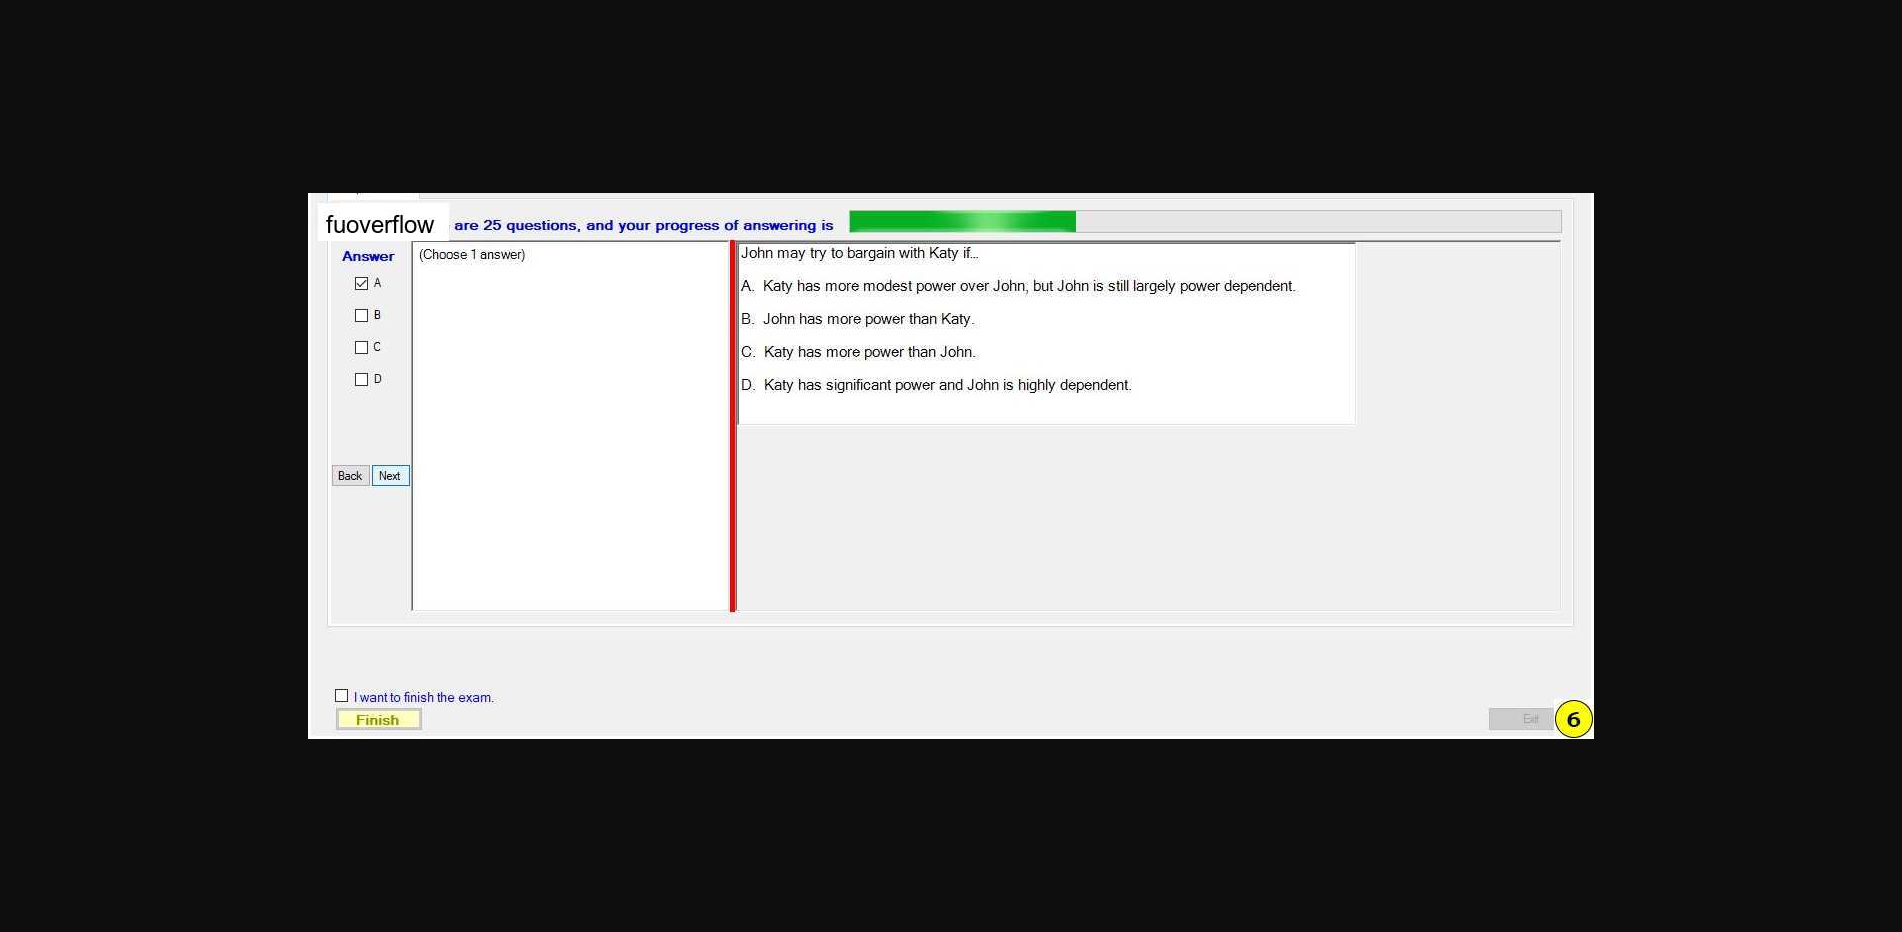 fuoverflow are 25 questions, and your progress of answering is
Answer
A
B
C
D
Back Next
(Choose 1 answer)
John may try to bargain with Katy if...
A. Katy has more modest power over John, but John is still largely power dependent.
B. John has more power than Katy.
C. Katy has more power than John.
D. Katy has significant power and John is highly dependent.
I want to finish the exam.
Finish
Exit
6